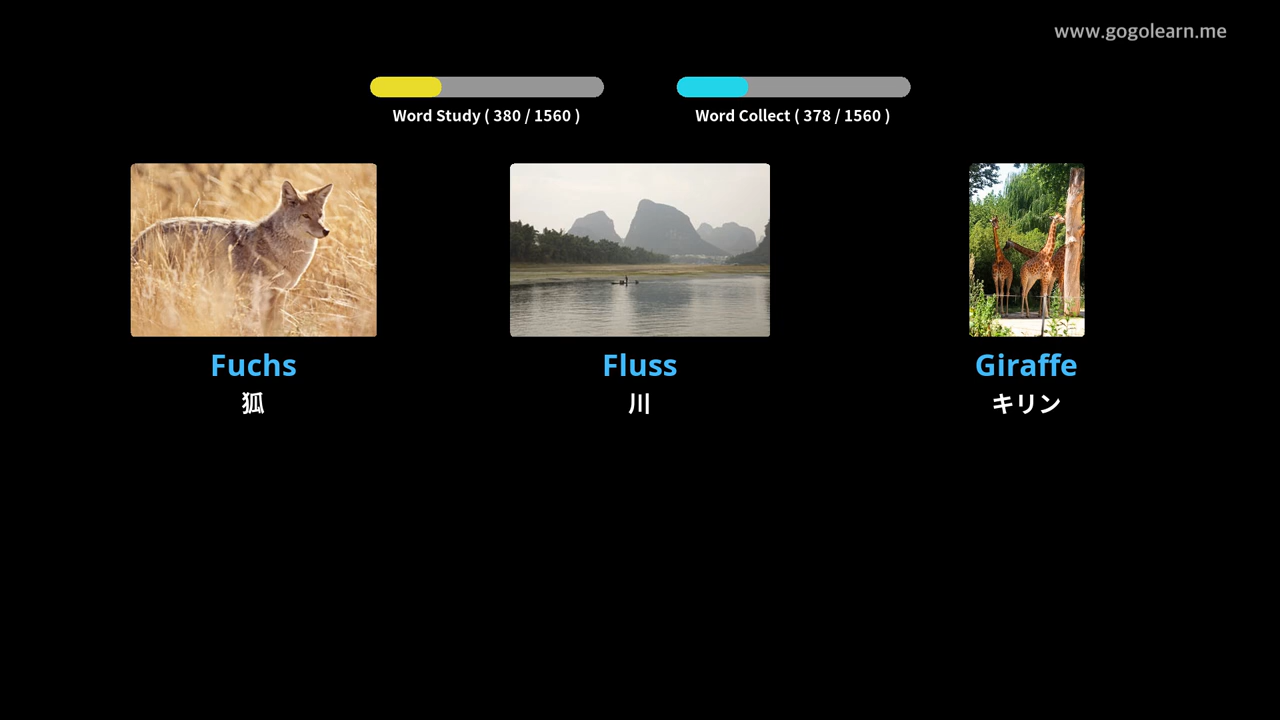 www.gogolearn.me
Word Study ( 380 / 1560 )
Word Collect ( 378 / 1560 )
Fuchs
狐
Fluss
川
Giraffe
キリン